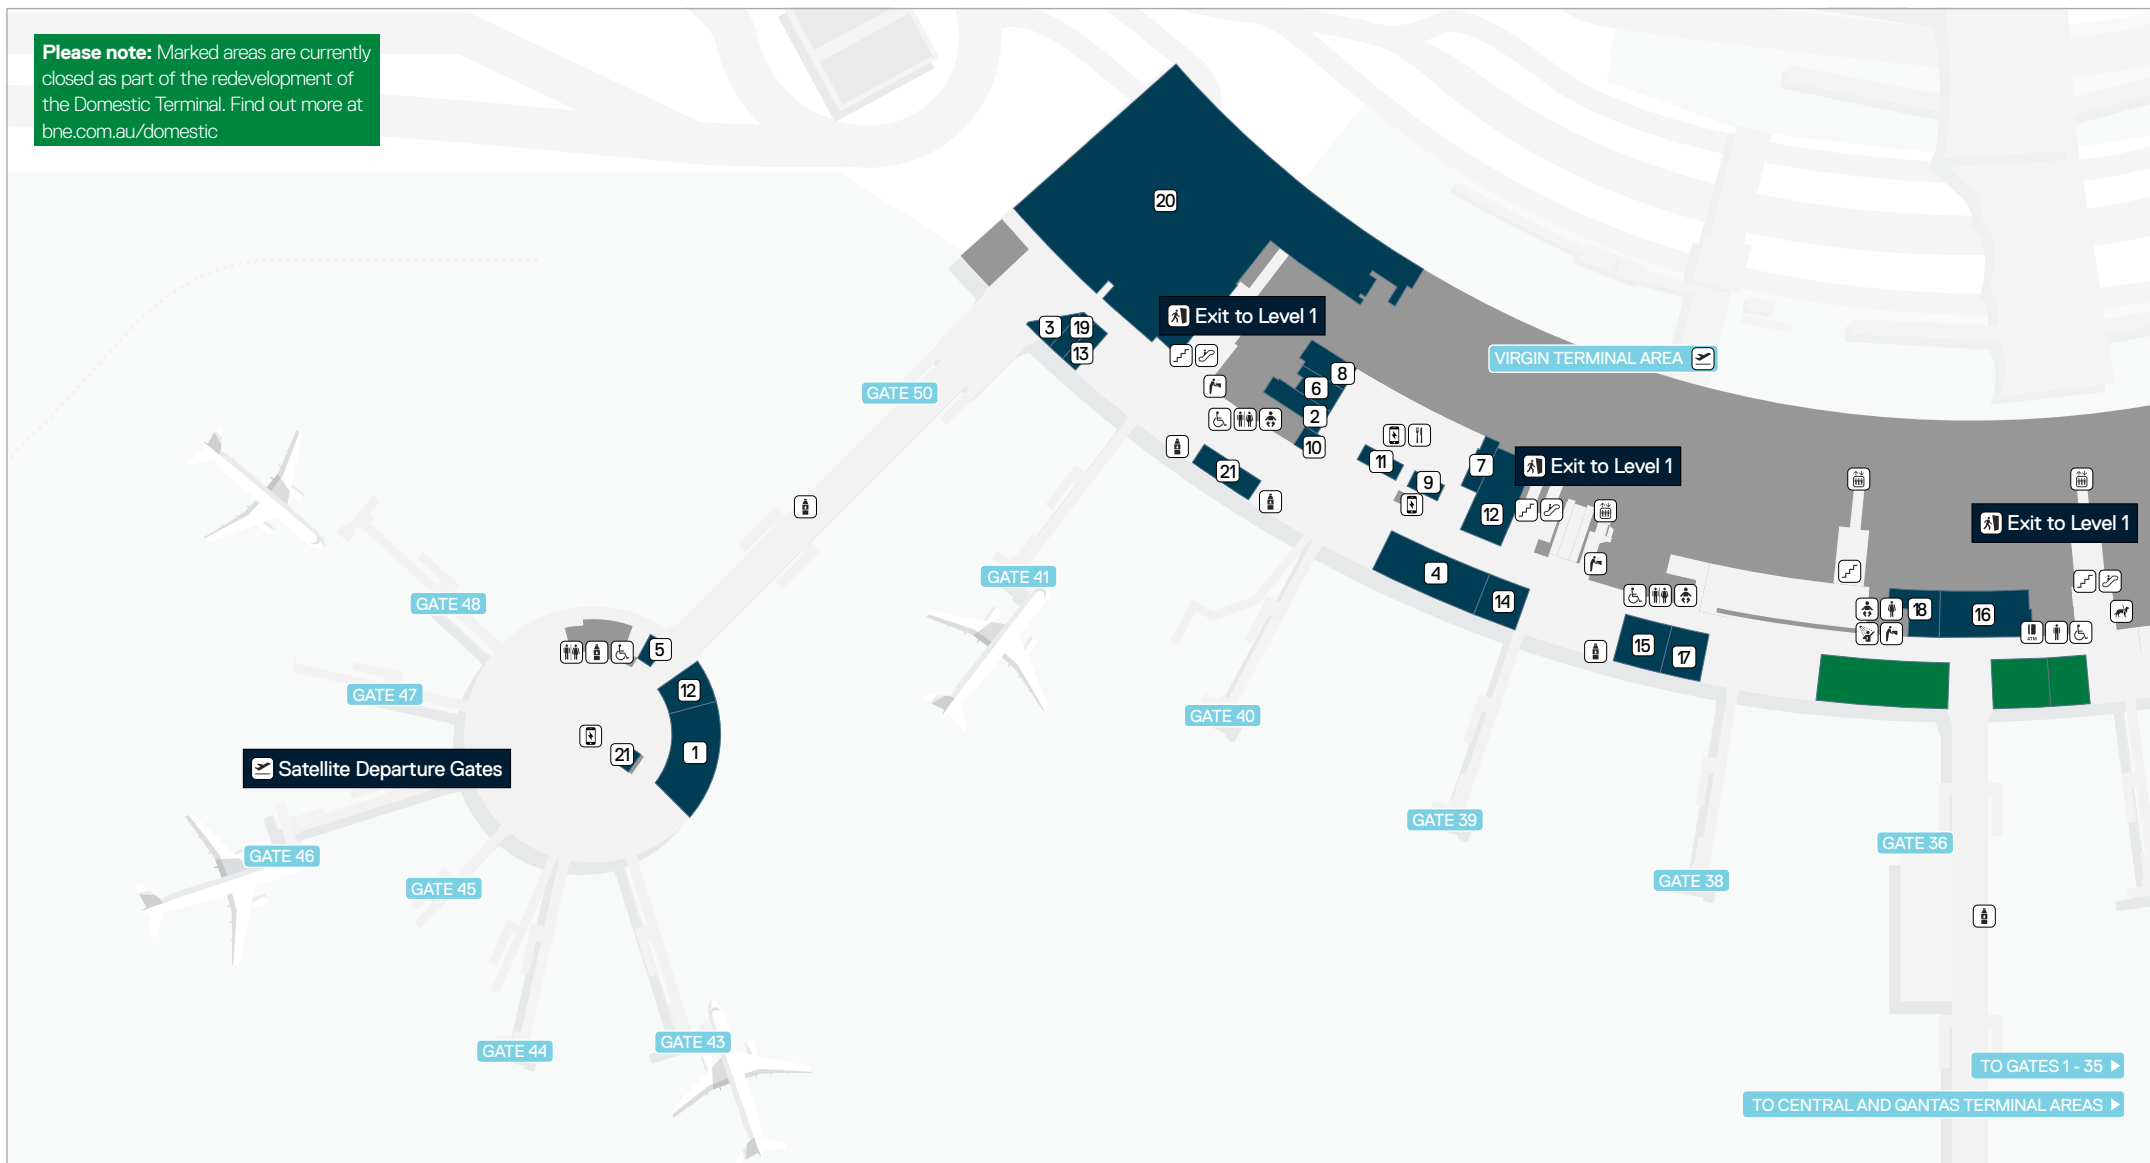 Please note: Marked areas are currently
closed as part of the redevelopment of
the Domestic Terminal. Find out more at
bne.com.au/domestic
20
Exit to Level 1
3
19
13
VIRGIN TERMINAL AREA
8
6
2
10
GATE 50
11
9
7
12
Exit to Level 1
21
Exit to Level 1
GATE 41
4
14
GATE 48
18
16
ATM
15
17
5
12
GATE 47
1
21
GATE 40
Satellite Departure Gates
GATE 39
GATE 36
GATE 46
GATE 45
GATE 38
GATE 44
GATE 43
TO GATES 1 - 35
TO CENTRAL AND QANTAS TERMINAL AREAS